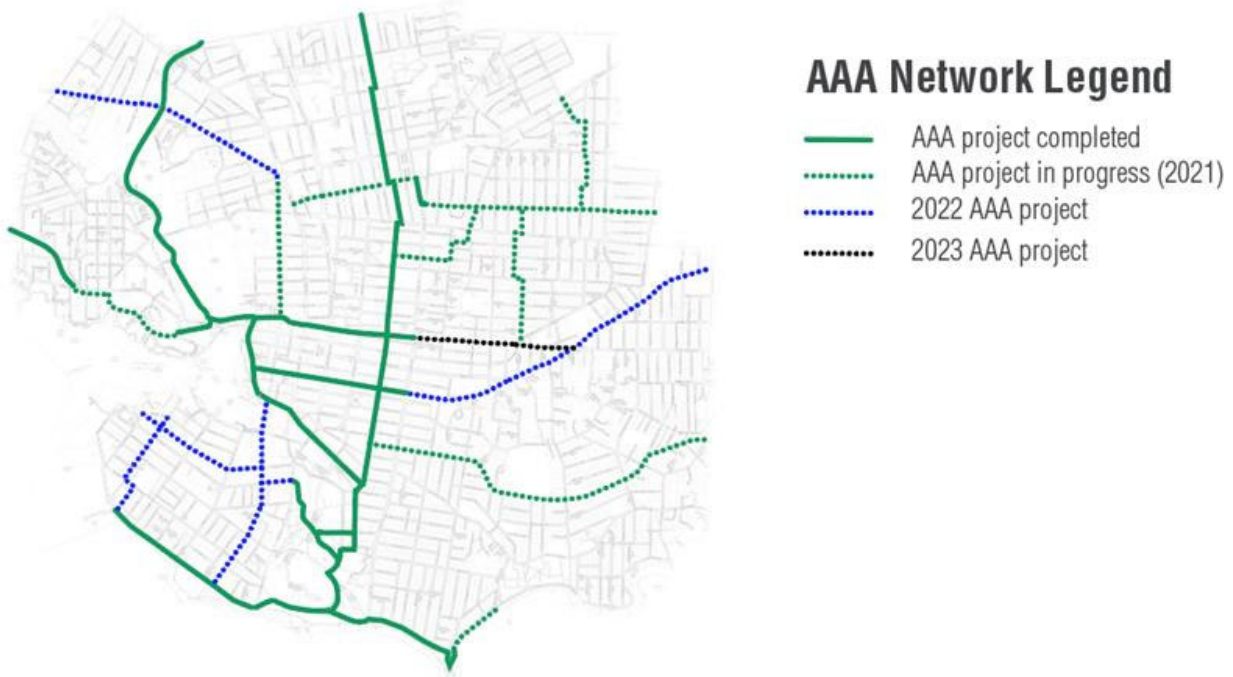 AAA Network Legend
AAA project completed
AAA project in progress (2021)
2022 AAA project
2023 AAA project